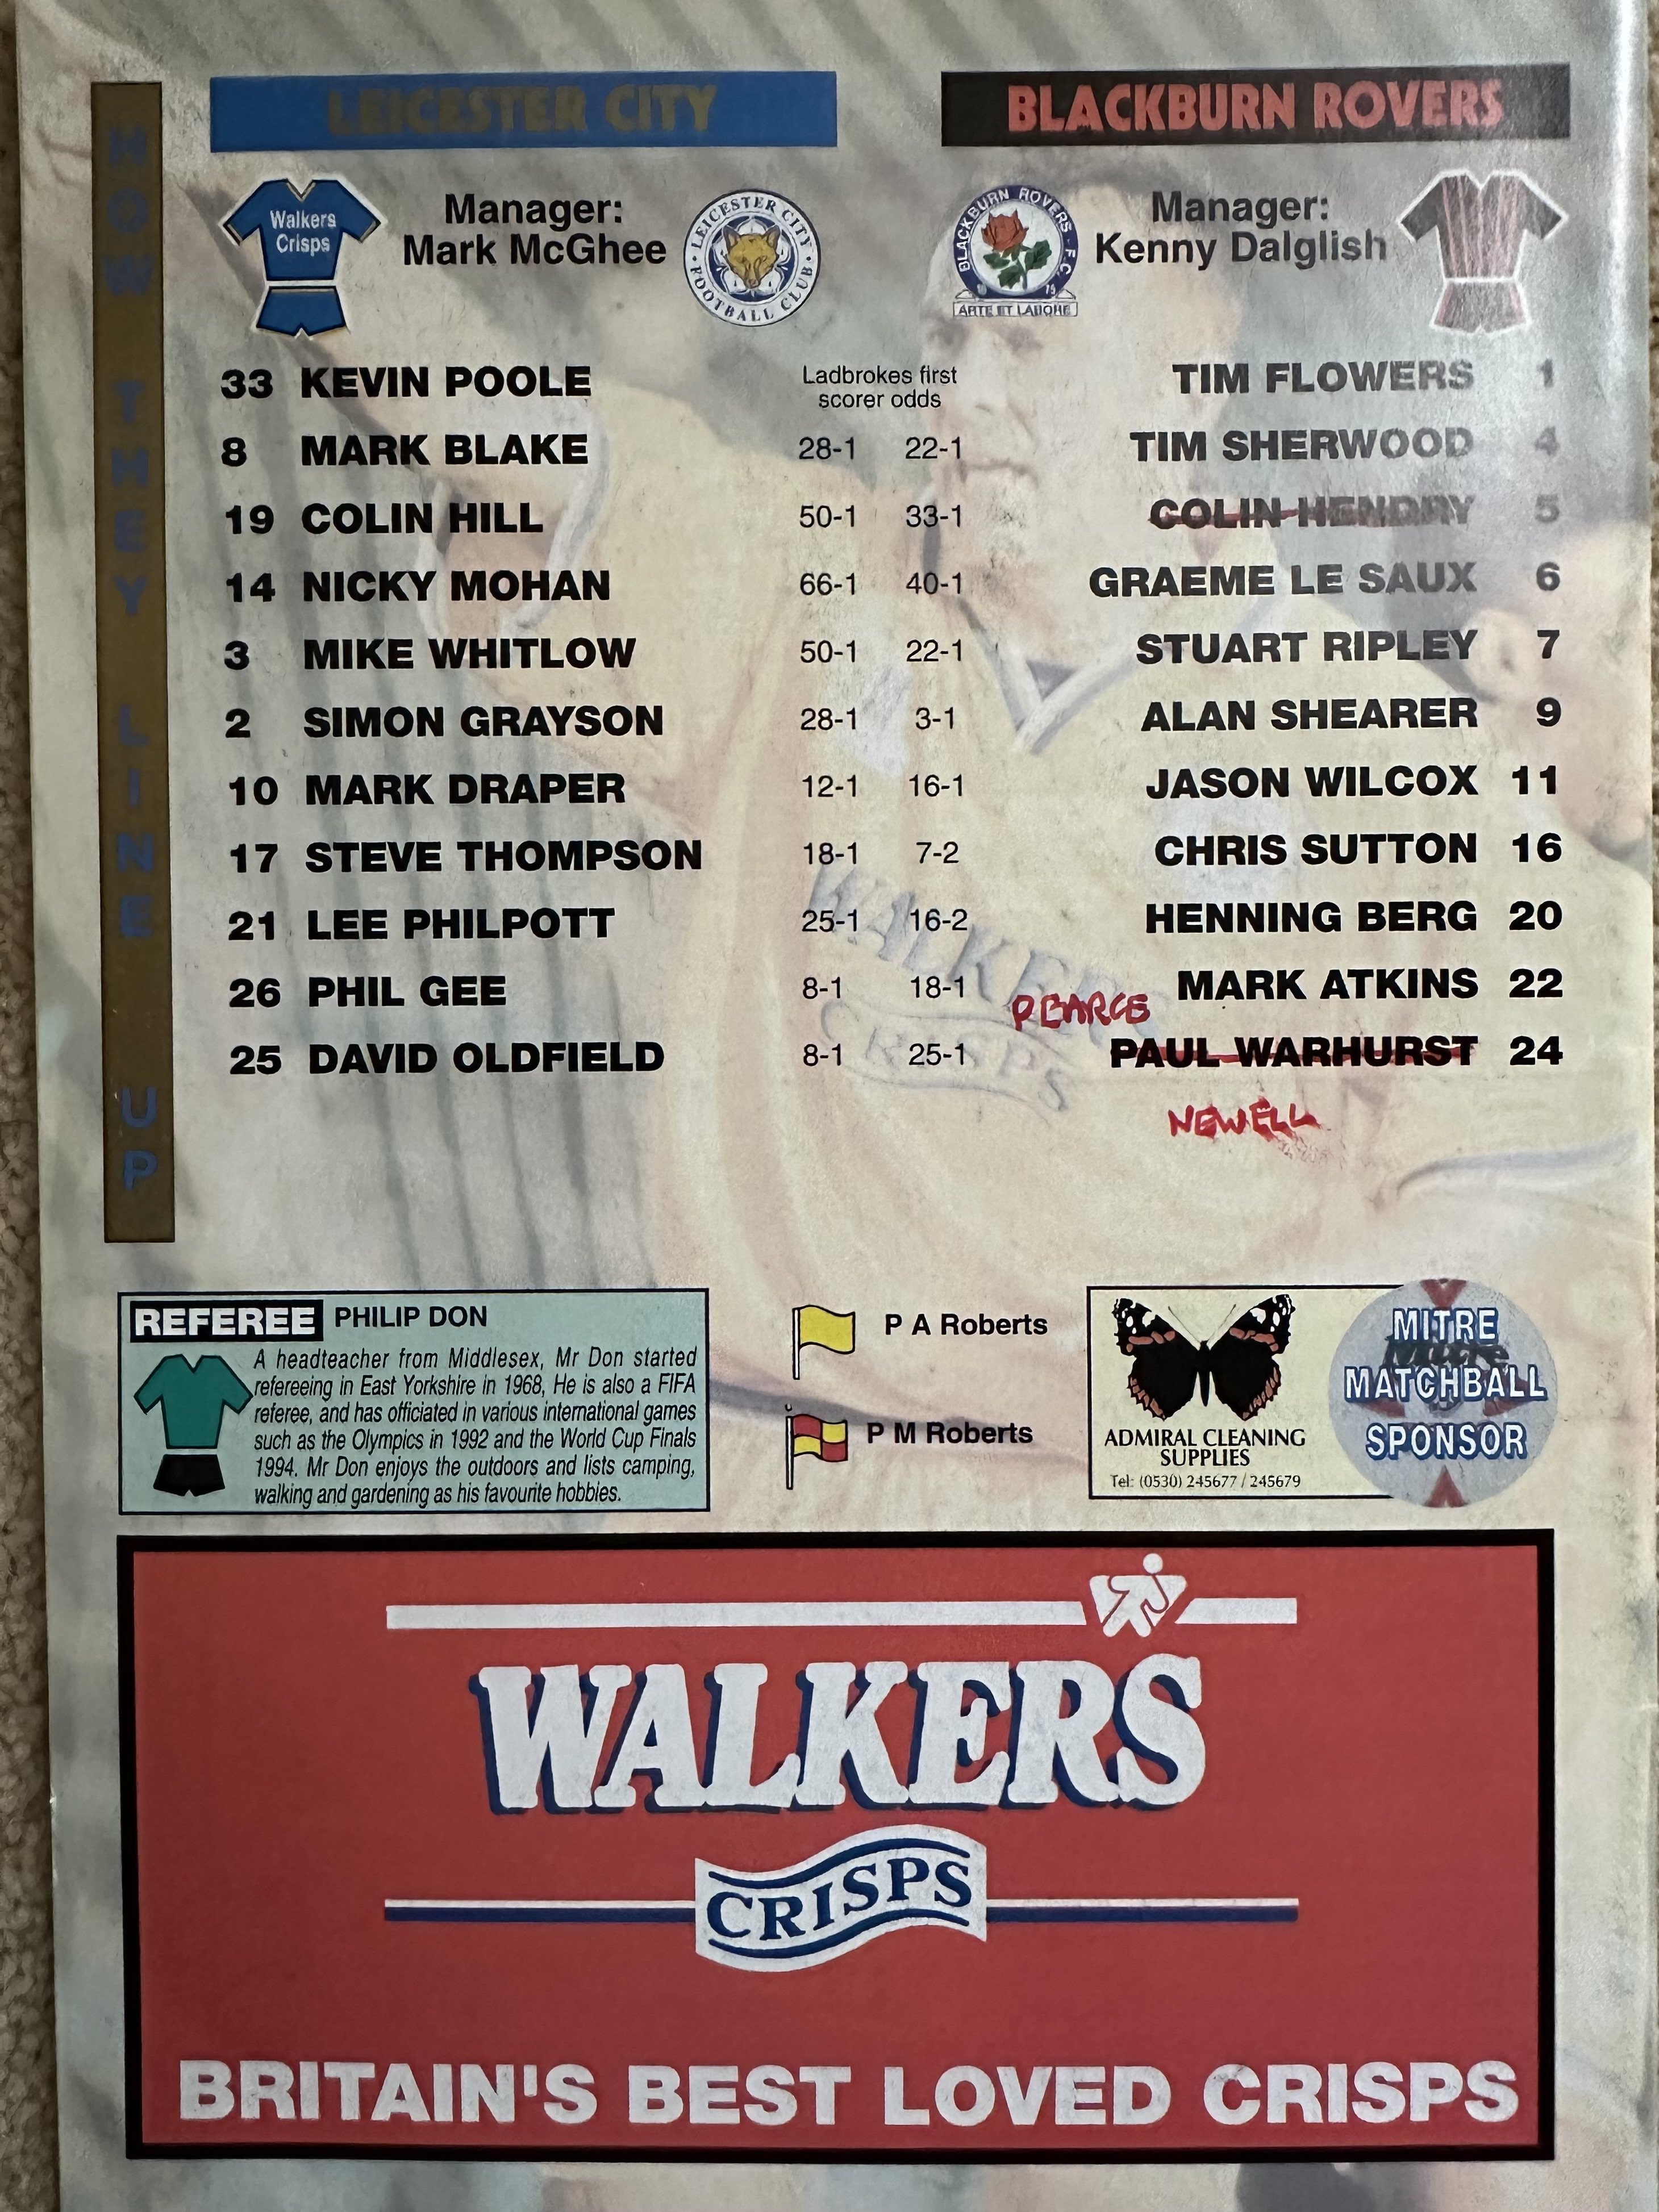 HOW THEY LINE UP
LEICESTER CITY
BLACKBURN ROVERS
Walkers
Crisps
Manager:
Mark McGhee
LEICESTER CITY
FOOTBALL CLUB
BLACKBURN ROVERS F.C.
ARTE ET LABORE
Manager:
Kenny Dalglish
Ladbrokes first
scorer odds
33 KEVIN POOLE TIM FLOWERS 1
8 MARK BLAKE 28-1 22-1 TIM SHERWOOD 4
19 COLIN HILL 50-1 33-1 COLIN HENDRY 5
14 NICKY MOHAN 66-1 40-1 GRAEME LE SAUX 6
3 MIKE WHITLOW 50-1 22-1 STUART RIPLEY 7
2 SIMON GRAYSON 28-1 3-1 ALAN SHEARER 9
10 MARK DRAPER 12-1 16-1 JASON WILCOX 11
17 STEVE THOMPSON 18-1 7-2 CHRIS SUTTON 16
21 LEE PHILPOTT 25-1 16-2 HENNING BERG 20
26 PHIL GEE 8-1 18-1 MARK ATKINS 22
PEARCE
25 DAVID OLDFIELD 8-1 25-1 PAUL WARHURST 24
NEWELL
WALKERS
CRISPS
REFEREE PHILIP DON
A headteacher from Middlesex, Mr Don started
refereeing in East Yorkshire in 1968, He is also a FIFA
referee, and has officiated in various international games
such as the Olympics in 1992 and the World Cup Finals
1994. Mr Don enjoys the outdoors and lists camping,
walking and gardening as his favourite hobbies.
P A Roberts
P M Roberts
ADMIRAL CLEANING
SUPPLIES
Tel: (0530) 245677 / 245679
MITRE
Mitre
MATCHBALL
SPONSOR
WALKERS
CRISPS
BRITAIN'S BEST LOVED CRISPS